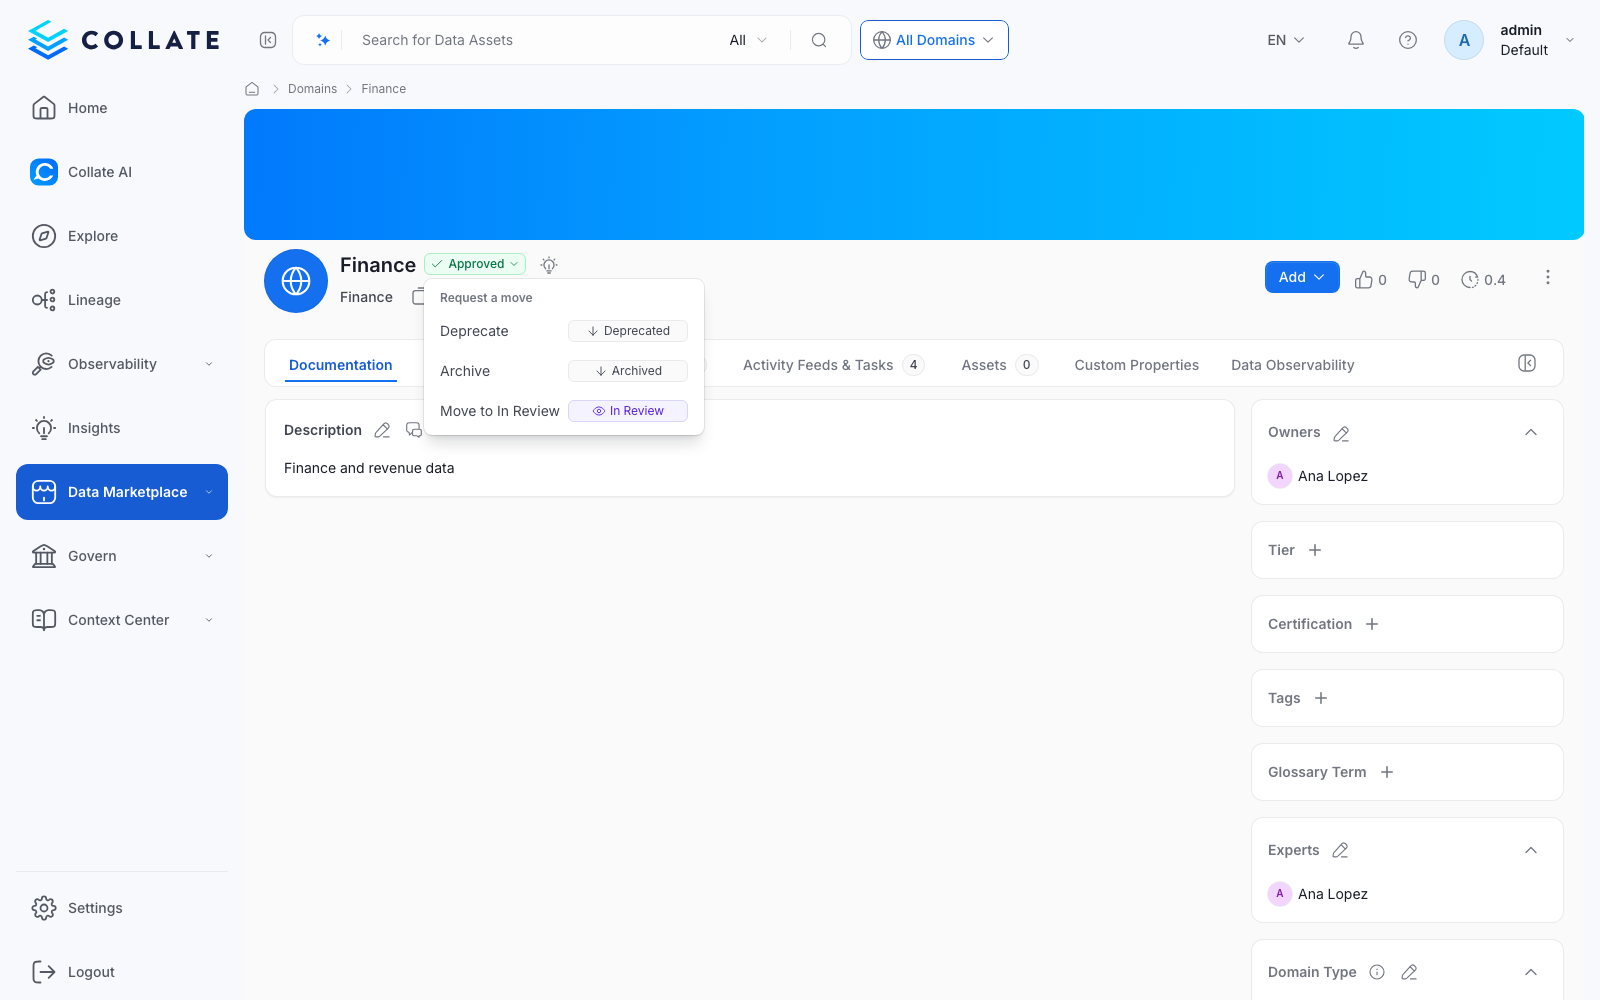 COLLATE
Search for Data Assets
All
All Domains
EN
A
admin
Default
Domains
Finance
Home
Collate AI
Explore
Lineage
Observability
Insights
Data Marketplace
Govern
Context Center
Settings
Logout
Finance
Approved
Finance
Add
0
0
0.4
Request a move
Deprecate
Deprecated
Archive
Archived
Move to In Review
In Review
Documentation
Activity Feeds & Tasks
4
Assets
0
Custom Properties
Data Observability
Description
Finance and revenue data
Owners
A
Ana Lopez
Tier
Certification
Tags
Glossary Term
Experts
A
Ana Lopez
Domain Type